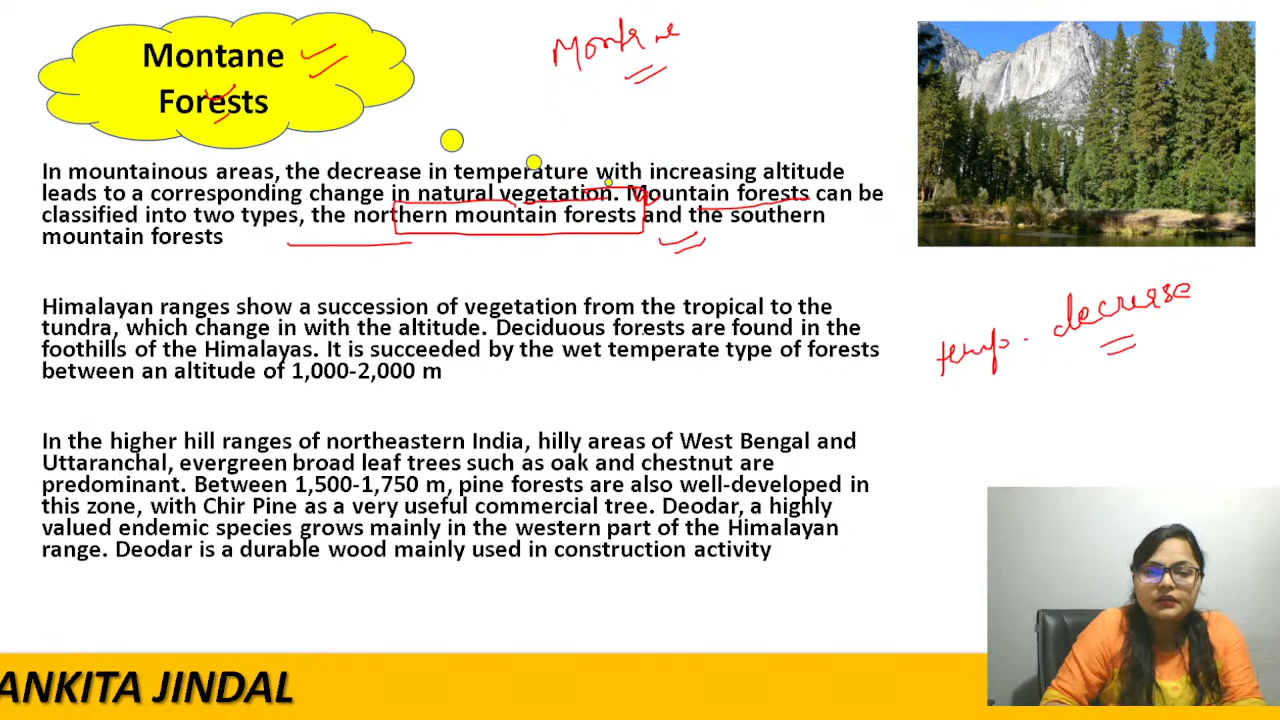 Montane
Forests
Montane
In mountainous areas, the decrease in temperature with increasing altitude
leads to a corresponding change in natural vegetation. Mountain forests can be
classified into two types, the northern mountain forests and the southern
mountain forests
temp. decrease
Himalayan ranges show a succession of vegetation from the tropical to the
tundra, which change in with the altitude. Deciduous forests are found in the
foothills of the Himalayas. It is succeeded by the wet temperate type of forests
between an altitude of 1,000-2,000 m
In the higher hill ranges of northeastern India, hilly areas of West Bengal and
Uttaranchal, evergreen broad leaf trees such as oak and chestnut are
predominant. Between 1,500-1,750 m, pine forests are also well-developed in
this zone, with Chir Pine as a very useful commercial tree. Deodar, a highly
valued endemic species grows mainly in the western part of the Himalayan
range. Deodar is a durable wood mainly used in construction activity
ANKITA JINDAL